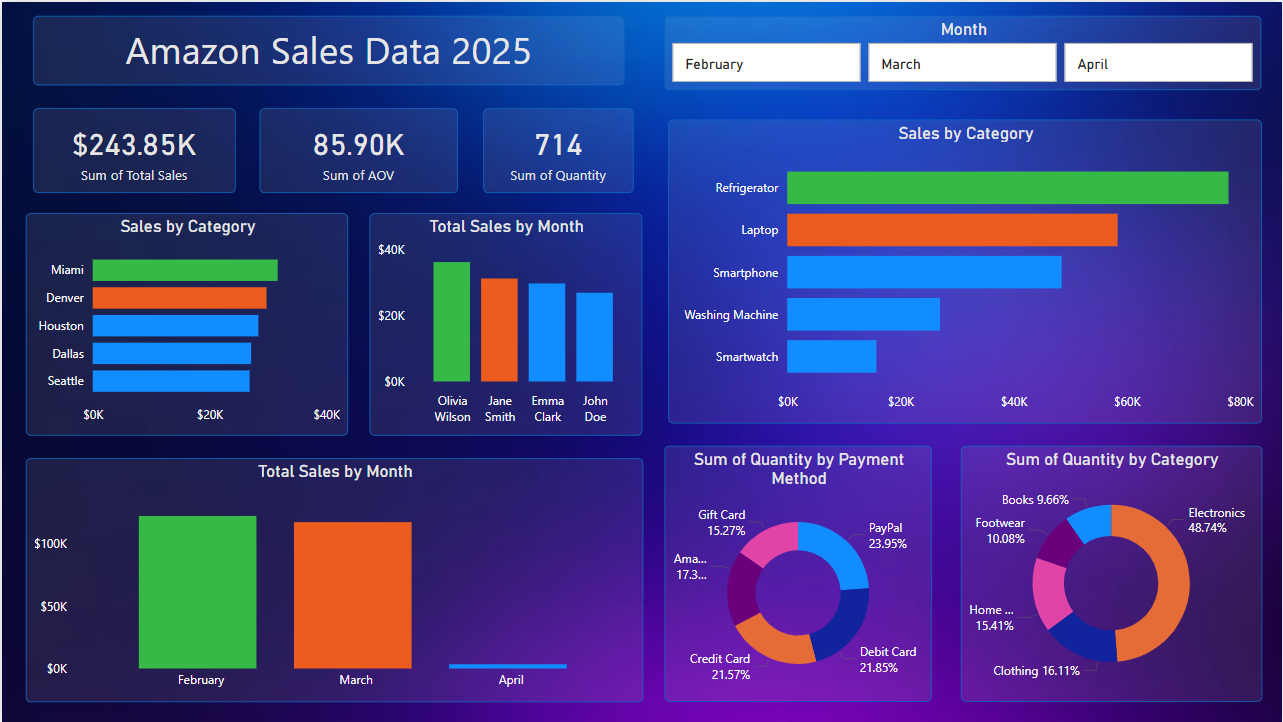 Amazon Sales Data 2025
Month
February
March
April
$243.85K
Sum of Total Sales
85.90K
Sum of AOV
714
Sum of Quantity
Sales by Category
Miami
Denver
Houston
Dallas
Seattle
$0K
$20K
$40K
Total Sales by Month
$40K
$20K
$0K
Olivia
Wilson
Jane
Smith
Emma
Clark
John
Doe
Sales by Category
Refrigerator
Laptop
Smartphone
Washing Machine
Smartwatch
$0K
$20K
$40K
$60K
$80K
Total Sales by Month
$100K
$50K
$0K
February
March
April
Sum of Quantity by Payment
Method
Gift Card
15.27%
PayPal
23.95%
Ama...
17.3...
Credit Card
21.57%
Debit Card
21.85%
Sum of Quantity by Category
Books 9.66%
Electronics
48.74%
Footwear
10.08%
Home ...
15.41%
Clothing 16.11%